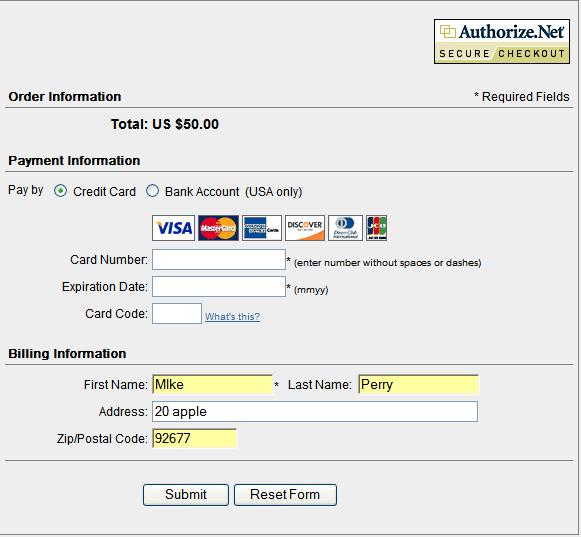 Authorize.Net
SECURE CHECKOUT
Order Information * Required Fields
Total: US $50.00
Payment Information
Pay by Credit Card Bank Account (USA only)
VISA MasterCard AMERICAN EXPRESS Cards DISCOVER NETWORK Diners Club International JCB
Card Number: * (enter number without spaces or dashes)
Expiration Date: * (mmyy)
Card Code: What's this?
Billing Information
First Name: MIke * Last Name: Perry
Address: 20 apple
Zip/Postal Code: 92677
Submit Reset Form